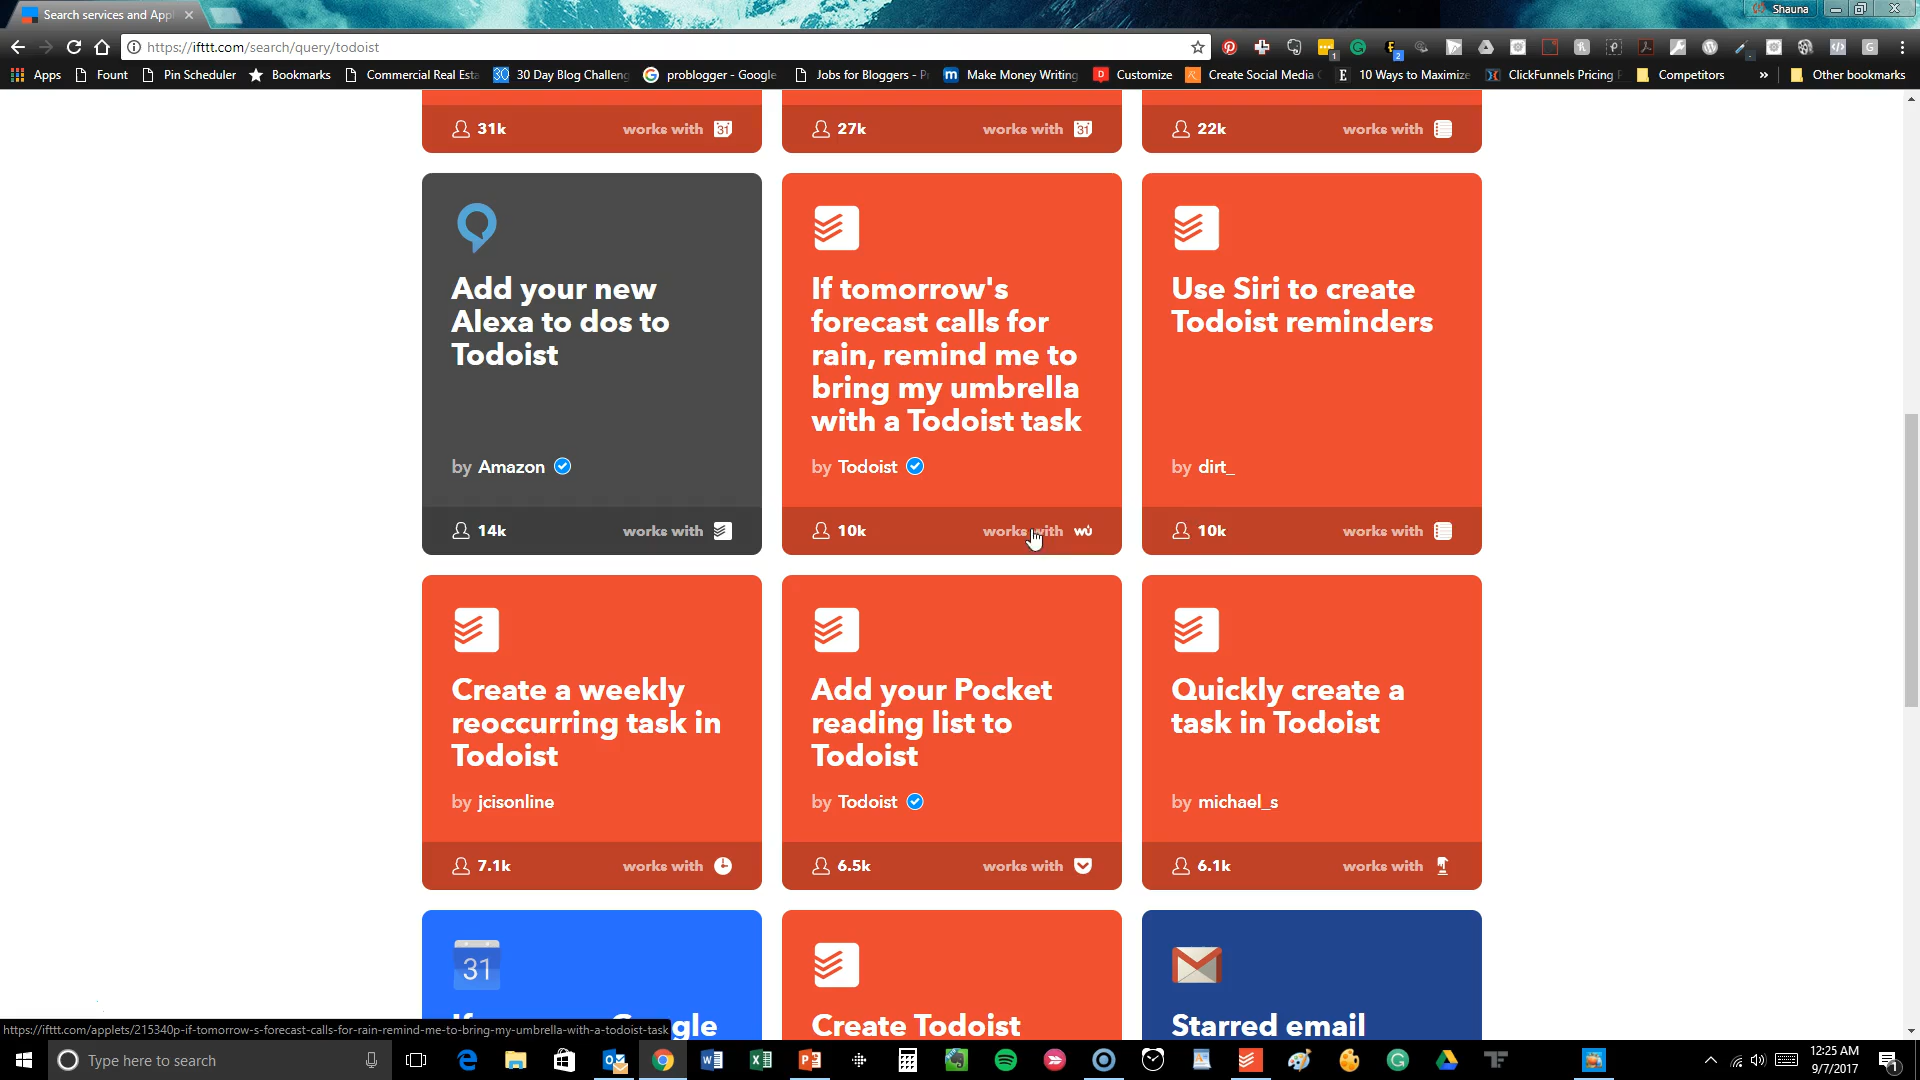 Search services and Appl
Shauna
https://ifttt.com/search/query/todoist
Apps
Fount
Pin Scheduler
Bookmarks
Commercial Real Esta
30 Day Blog Challeng
problogger - Google
Jobs for Bloggers - P
Make Money Writing
Customize
Create Social Media
10 Ways to Maximize
ClickFunnels Pricing
Competitors
»
Other bookmarks
31k
works with
31
27k
works with
31
22k
works with
Add your new
Alexa to dos to
Todoist
by Amazon
14k
works with
If tomorrow's
forecast calls for
rain, remind me to
bring my umbrella
with a Todoist task
by Todoist
10k
works with
wu
Use Siri to create
Todoist reminders
by dirt_
10k
works with
Create a weekly
reoccurring task in
Todoist
by jcisonline
7.1k
works with
Add your Pocket
reading list to
Todoist
by Todoist
6.5k
works with
Quickly create a
task in Todoist
by michael_s
6.1k
works with
31
Create Todoist
Starred email
https://ifttt.com/applets/215340p-if-tomorrow-s-forecast-calls-for-rain-remind-me-to-bring-my-umbrella-with-a-todoist-task
Type here to search
12:25 AM
9/7/2017